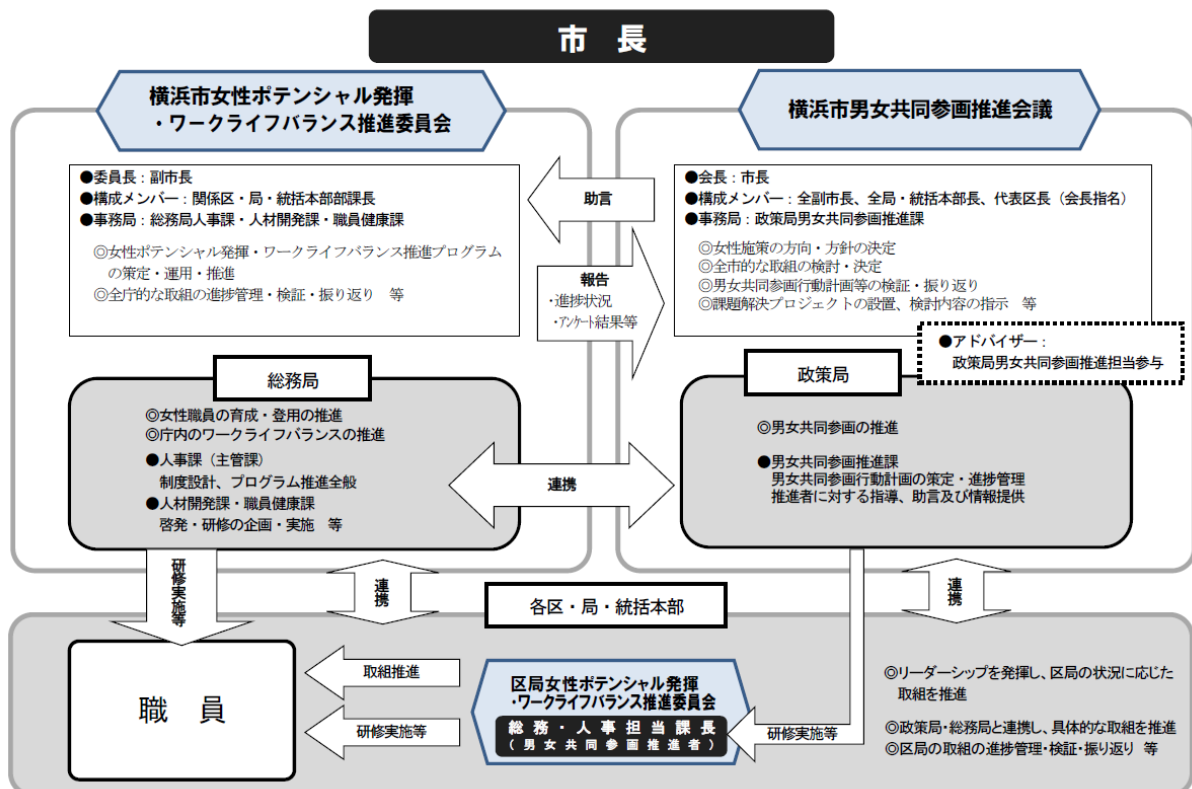 市　長
横浜市女性ポテンシャル発揮
・ワークライフバランス推進委員会
●委員長：副市長
●構成メンバー：関係区・局・統括本部部課長
●事務局：総務局人事課・人材開発課・職員健康課
◎女性ポテンシャル発揮・ワークライフバランス推進プログラム
の策定・運用・推進
◎全庁的な取組の進捗管理・検証・振り返り　等
助言
報告
・進捗状況
・アンケート結果等
横浜市男女共同参画推進会議
●会長：市長
●構成メンバー：全副市長、全局・統括本部長、代表区長（会長指名）
●事務局：政策局男女共同参画推進課
◎女性施策の方向・方針の決定
◎全市的な取組の検討・決定
◎男女共同参画行動計画等の検証・振り返り
◎課題解決プロジェクトの設置、検討内容の指示　等
●アドバイザー：
政策局男女共同参画推進担当参与
総務局
◎女性職員の育成・登用の推進
◎庁内のワークライフバランスの推進
●人事課（主管課）
制度設計、プログラム推進全般
●人材開発課・職員健康課
啓発・研修の企画・実施　等
連携
政策局
◎男女共同参画の推進
●男女共同参画推進課
男女共同参画行動計画の策定・進捗管理
推進者に対する指導、助言及び情報提供
研修実施等
連携
連携
各区・局・統括本部
職　員
取組推進
研修実施等
区局女性ポテンシャル発揮
・ワークライフバランス推進委員会
総務・人事担当課長
（男女共同参画推進者）
研修実施等
◎リーダーシップを発揮し、区局の状況に応じた
取組を推進
◎政策局・総務局と連携し、具体的な取組を推進
◎区局の取組の進捗管理・検証・振り返り　等